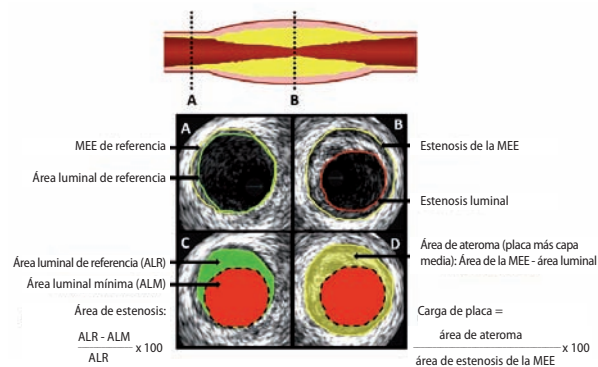 A
B
A
B
MEE de referencia
Área luminal de referencia
Estenosis de la MEE
Estenosis luminal
C
D
Área luminal de referencia (ALR)
Área luminal mínima (ALM)
Área de estenosis:
ALR - ALM
ALR
x 100
Área de ateroma (placa más capa
media): Área de la MEE - área luminal
Carga de placa =
área de ateroma
área de estenosis de la MEE
x 100